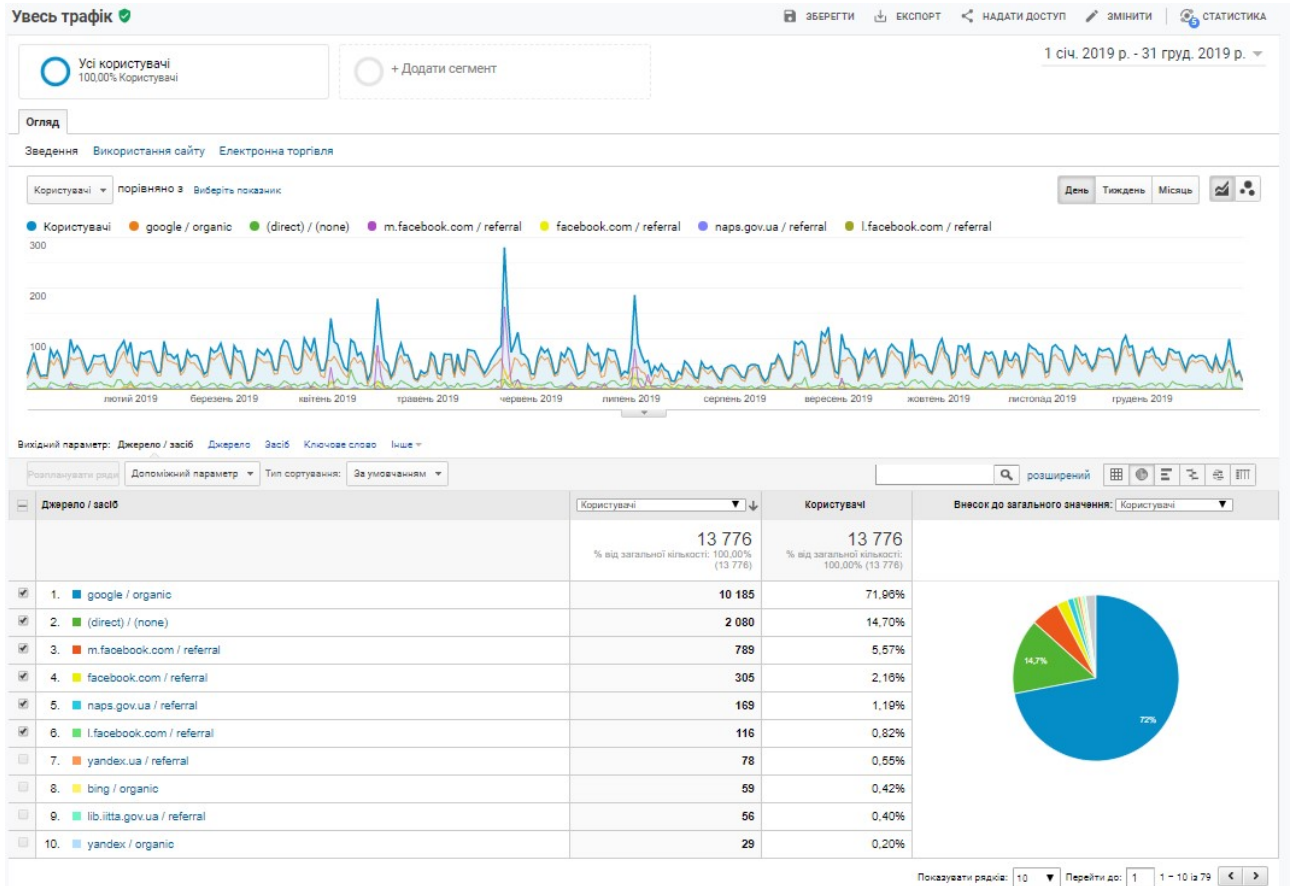 Увесь трафік
ЗБЕРЕГТИ ЕКСПОРТ НАДАТИ ДОСТУП ЗМІНИТИ 5 СТАТИСТИКА
Усі користувачі
100,00% Користувачі
+ Додати сегмент
1 січ. 2019 р. - 31 груд. 2019 р.
Огляд
Зведення Використання сайту Електронна торгівля
Користувачі порівняно з Виберіть показник
День Тиждень Місяць
Користувачі google / organic (direct) / (none) m.facebook.com / referral facebook.com / referral naps.gov.ua / referral l.facebook.com / referral
300
200
100
лютий 2019 березень 2019 квітень 2019 травень 2019 червень 2019 липень 2019 серпень 2019 вересень 2019 жовтень 2019 листопад 2019 грудень 2019
Вихідний параметр: Джерело / засіб Джерело Засіб Ключове слово Інше
Розпланувати ряди Допоміжний параметр Тип сортування: За умовчанням розширений
Джерело / засіб Користувачі Користувачі Внесок до загального значення: Користувачі
13 776 13 776
% від загальної кількості: 100,00% (13 776) % від загальної кількості: 100,00% (13 776)
1. google / organic 10 185 71,96%
2. (direct) / (none) 2 080 14,70%
3. m.facebook.com / referral 789 5,57%
4. facebook.com / referral 305 2,16%
5. naps.gov.ua / referral 169 1,19%
6. l.facebook.com / referral 116 0,82%
7. yandex.ua / referral 78 0,55%
8. bing / organic 59 0,42%
9. lib.iitta.gov.ua / referral 56 0,40%
10. yandex / organic 29 0,20%
14,7%
72%
Показувати рядків: 10 Перейти до: 1 1 – 10 із 79